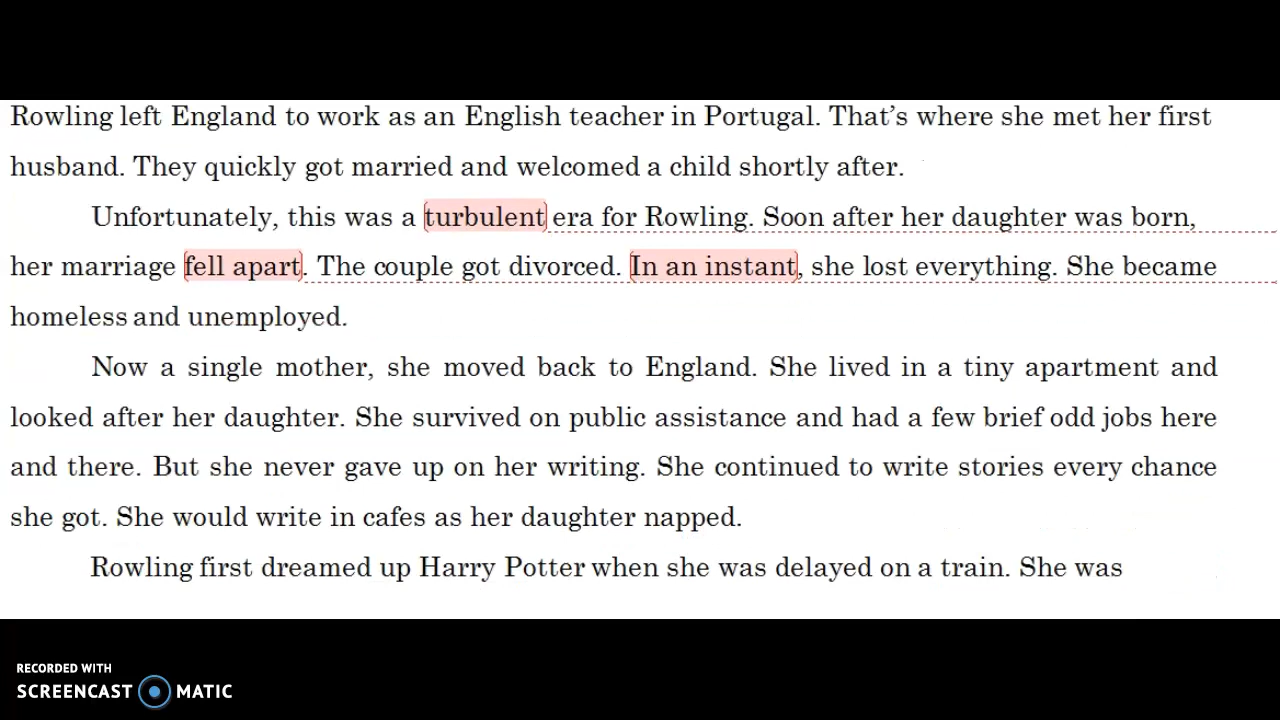 Rowling left England to work as an English teacher in Portugal. That’s where she met her first
husband. They quickly got married and welcomed a child shortly after.
Unfortunately, this was a turbulent era for Rowling. Soon after her daughter was born,
her marriage fell apart. The couple got divorced. In an instant, she lost everything. She became
homeless and unemployed.
Now a single mother, she moved back to England. She lived in a tiny apartment and
looked after her daughter. She survived on public assistance and had a few brief odd jobs here
and there. But she never gave up on her writing. She continued to write stories every chance
she got. She would write in cafes as her daughter napped.
Rowling first dreamed up Harry Potter when she was delayed on a train. She was
RECORDED WITH
SCREENCAST MATIC